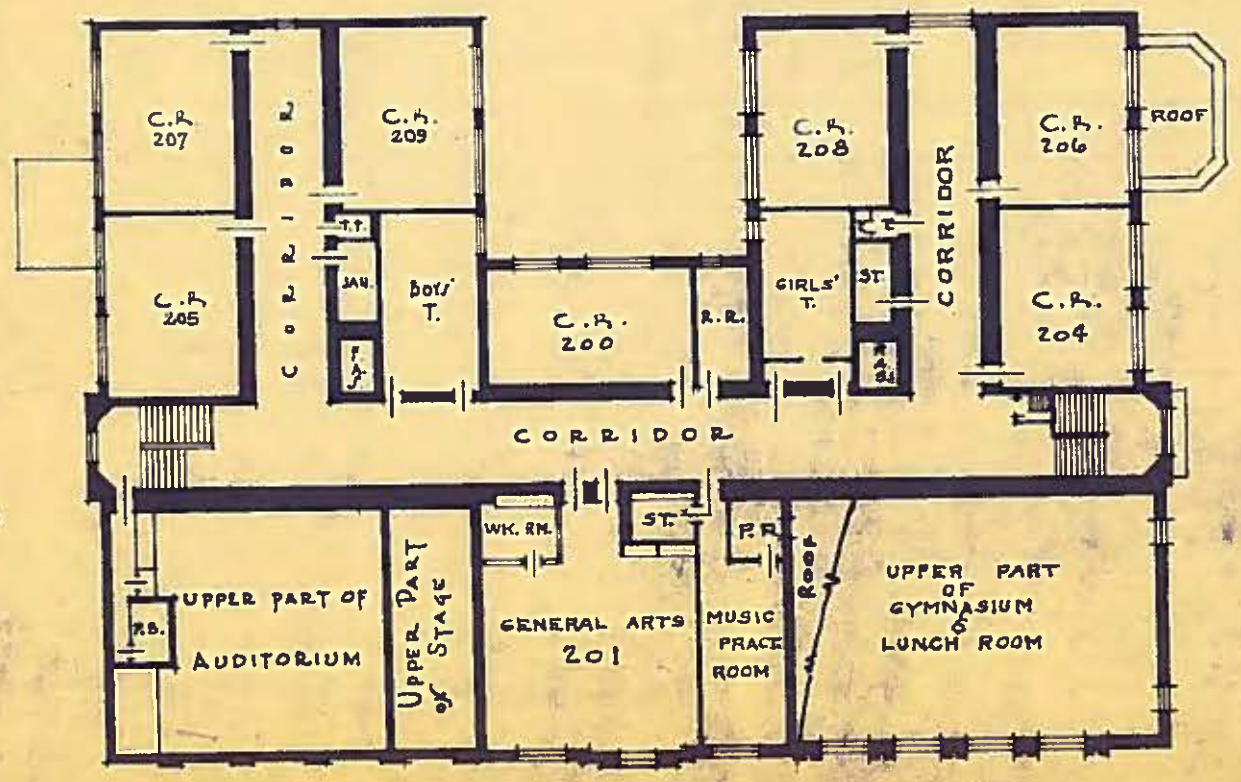 C.R.
207
C.R.
209
C.R.
208
C.R.
206
ROOF
CORRIDOR
CORRIDOR
T.T.
JAN.
BOYS'
T.
C.R.
205
C.R.
200
R.R.
GIRLS'
T.
C T
ST.
C.R.
204
F.
A.
S.
CORRIDOR
WK. RM.
ST.
P.R.
ROOF
UPPER PART OF
AUDITORIUM
P.B.
UPPER PART
of STAGE
GENERAL ARTS
201
MUSIC
PRACT.
ROOM
UPPER PART
OF
GYMNASIUM
&
LUNCH ROOM